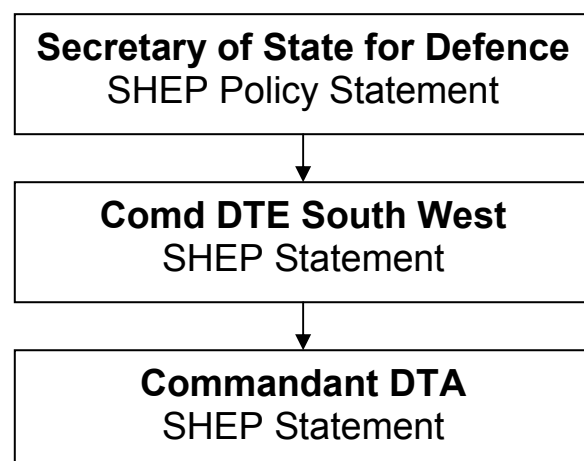 Secretary of State for Defence
SHEP Policy Statement
Comd DTE South West
SHEP Statement
Commandant DTA
SHEP Statement